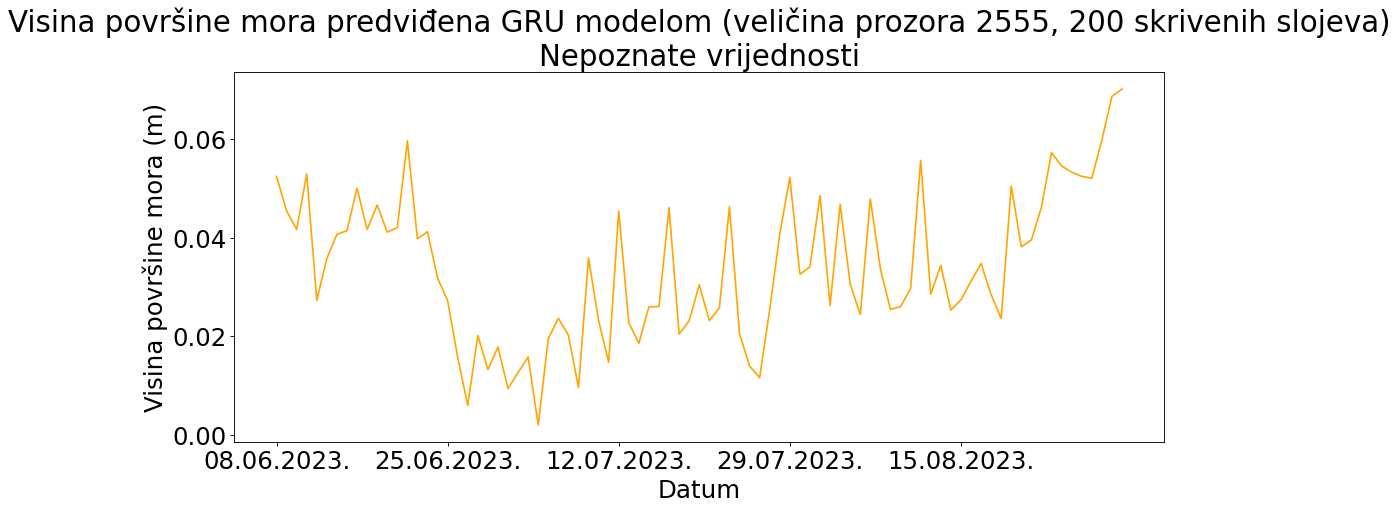 Visina površine mora predviđena GRU modelom (veličina prozora 2555, 200 skrivenih slojeva)
Nepoznate vrijednosti
Visina površine mora (m)
0.06
0.04
0.02
0.00
08.06.2023. 25.06.2023. 12.07.2023. 29.07.2023. 15.08.2023.
Datum